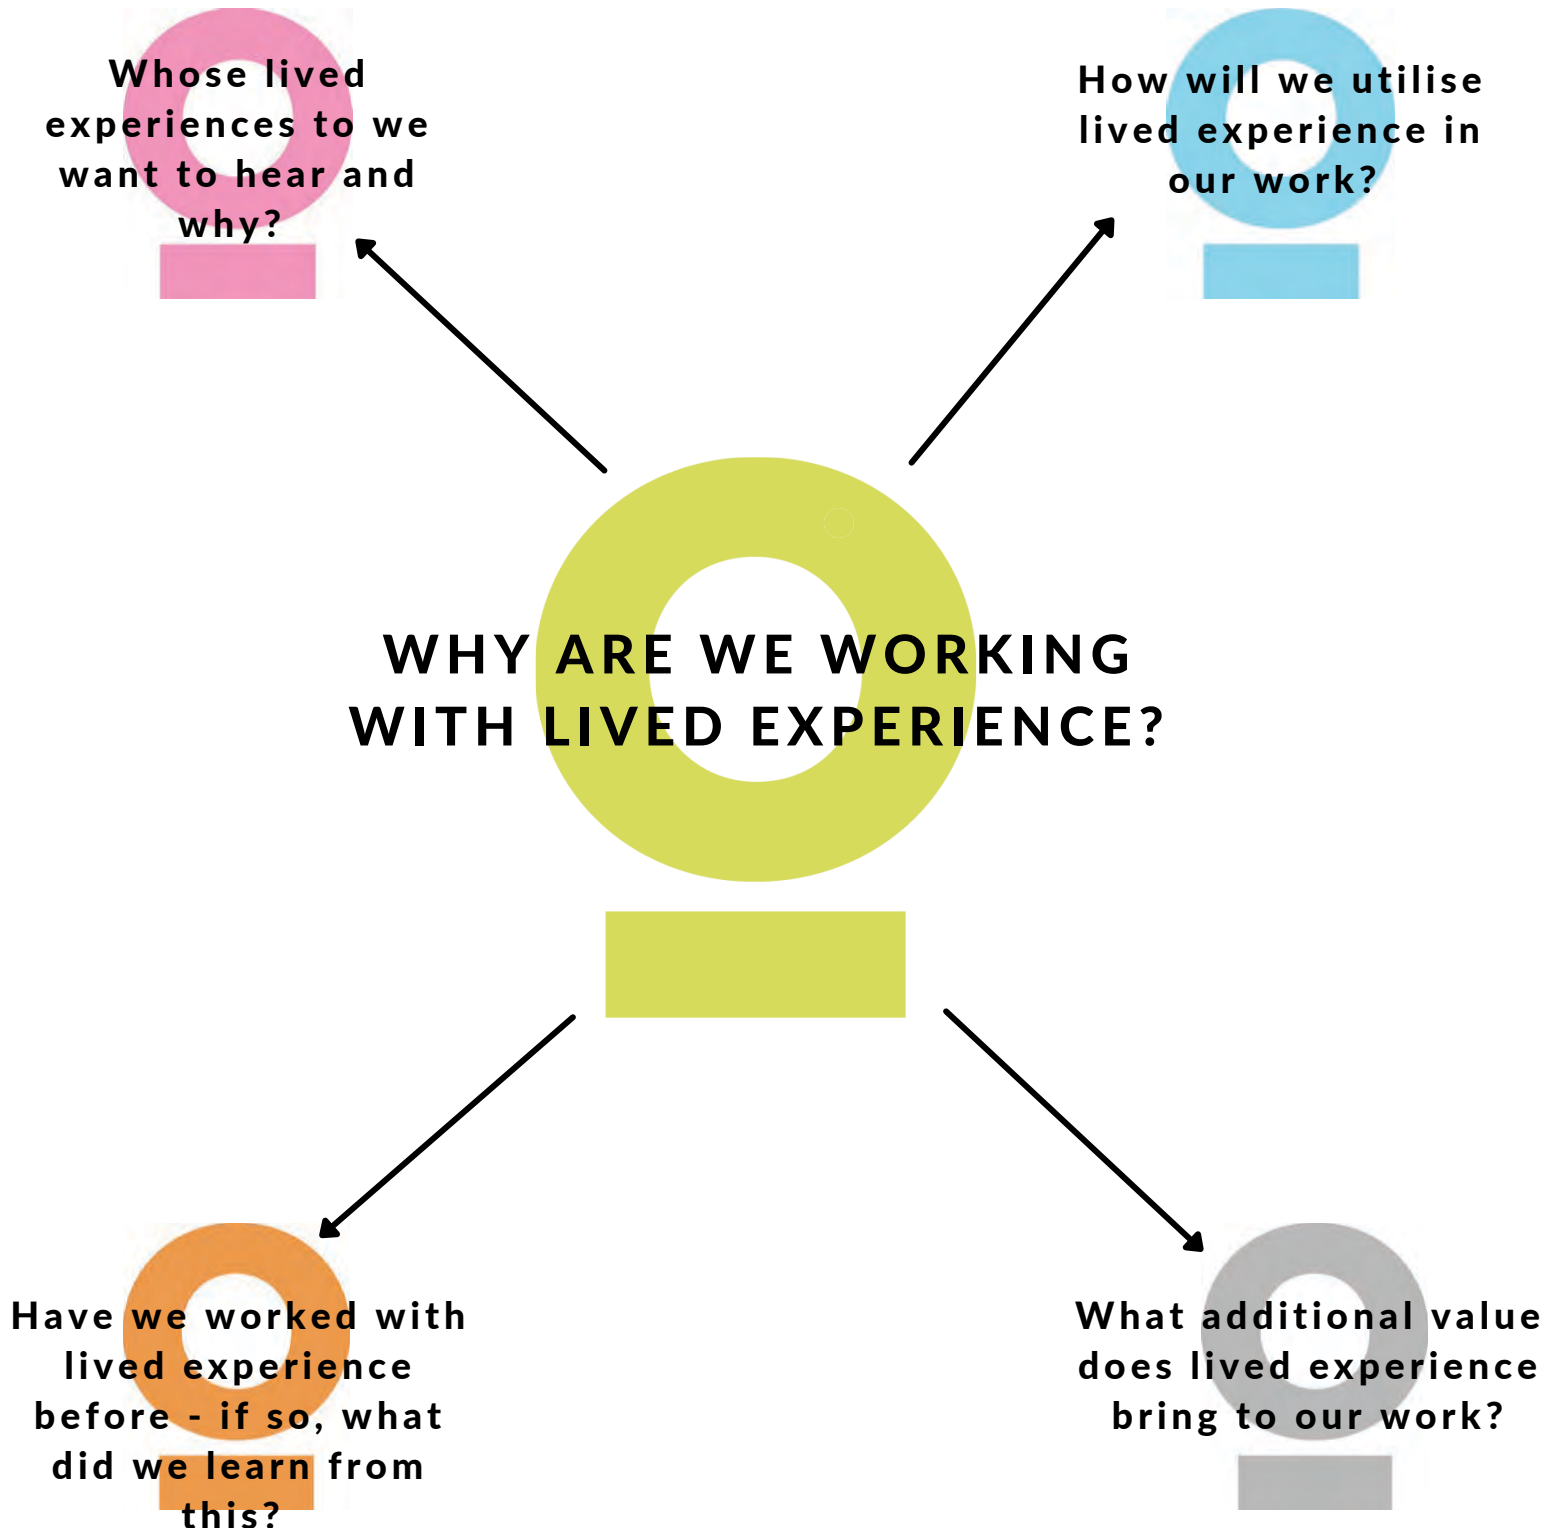 Whose lived
experiences to we
want to hear and
why?
How will we utilise
lived experience in
our work?
WHY ARE WE WORKING
WITH LIVED EXPERIENCE?
Have we worked with
lived experience
before - if so, what
did we learn from
this?
What additional value
does lived experience
bring to our work?